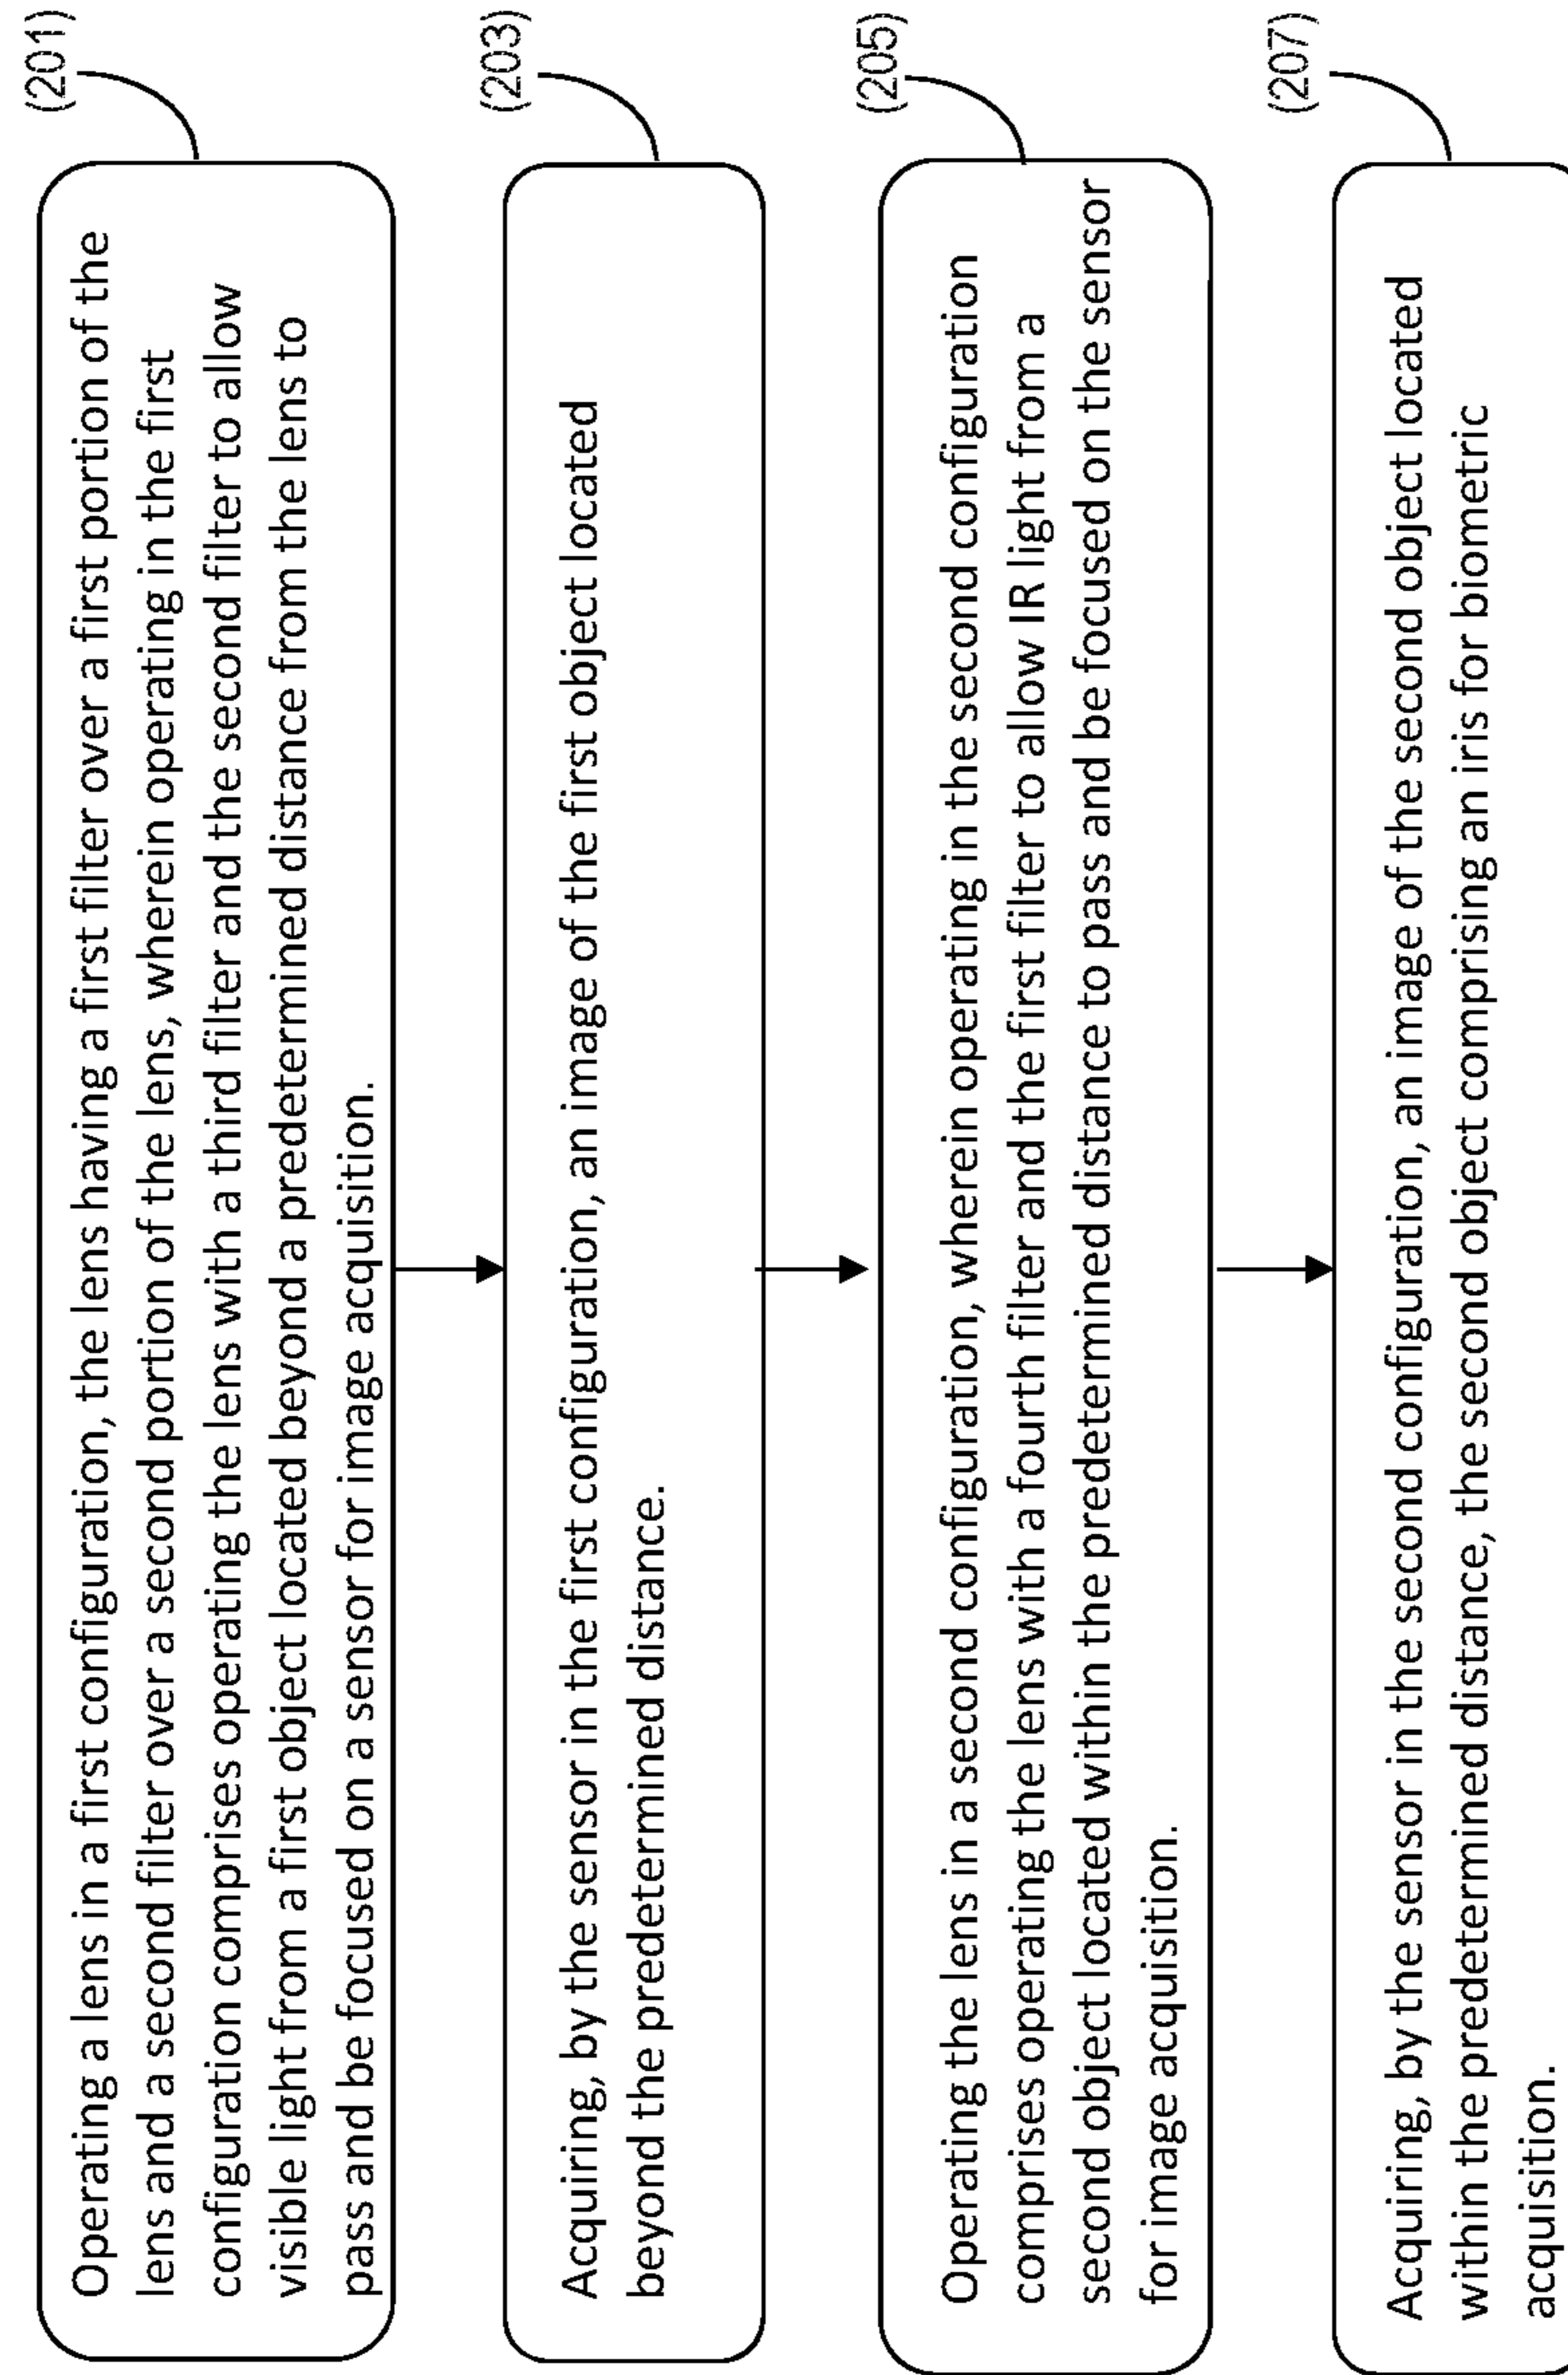 (201)
Operating a lens in a first configuration, the lens having a first filter over a first portion of the
lens and a second filter over a second portion of the lens, wherein operating in the first
configuration comprises operating the lens with a third filter and the second filter to allow
visible light from a first object located beyond a predetermined distance from the lens to
pass and be focused on a sensor for image acquisition.
(203)
Acquiring, by the sensor in the first configuration, an image of the first object located
beyond the predetermined distance.
(205)
Operating the lens in a second configuration, wherein operating in the second configuration
comprises operating the lens with a fourth filter and the first filter to allow IR light from a
second object located within the predetermined distance to pass and be focused on the sensor
for image acquisition.
(207)
Acquiring, by the sensor in the second configuration, an image of the second object located
within the predetermined distance, the second object comprising an iris for biometric
acquisition.